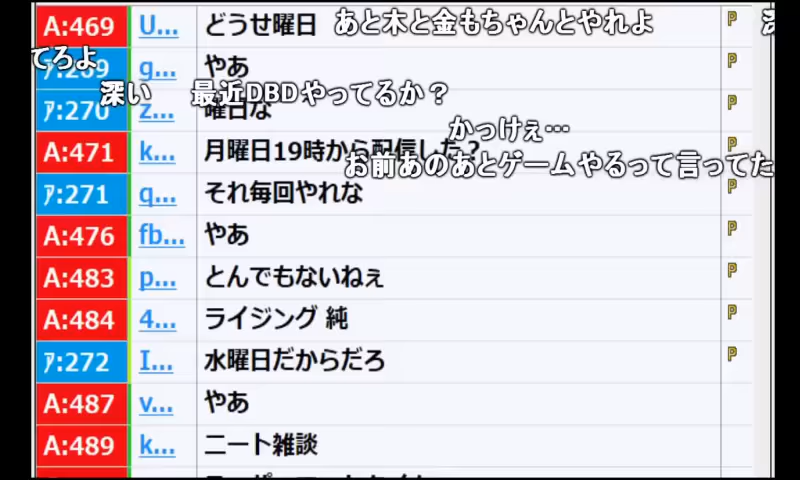 A:469 U... どうせ曜日 P
あと木と金もちゃんとやれよ
てろよ
ｱ:269 g... やあ P
深い 最近DBDやってるか？
ｱ:270 z... 曜日な P
かっけぇ…
A:471 k... 月曜日19時から配信した？ P
お前あのあとゲームやるって言ってた
ｱ:271 q... それ毎回やれな P
A:476 fb... やあ P
A:483 p... とんでもないねぇ P
A:484 4... ライジング 純 P
ｱ:272 I... 水曜日だからだろ P
A:487 v... やあ
A:489 k... ニート雑談